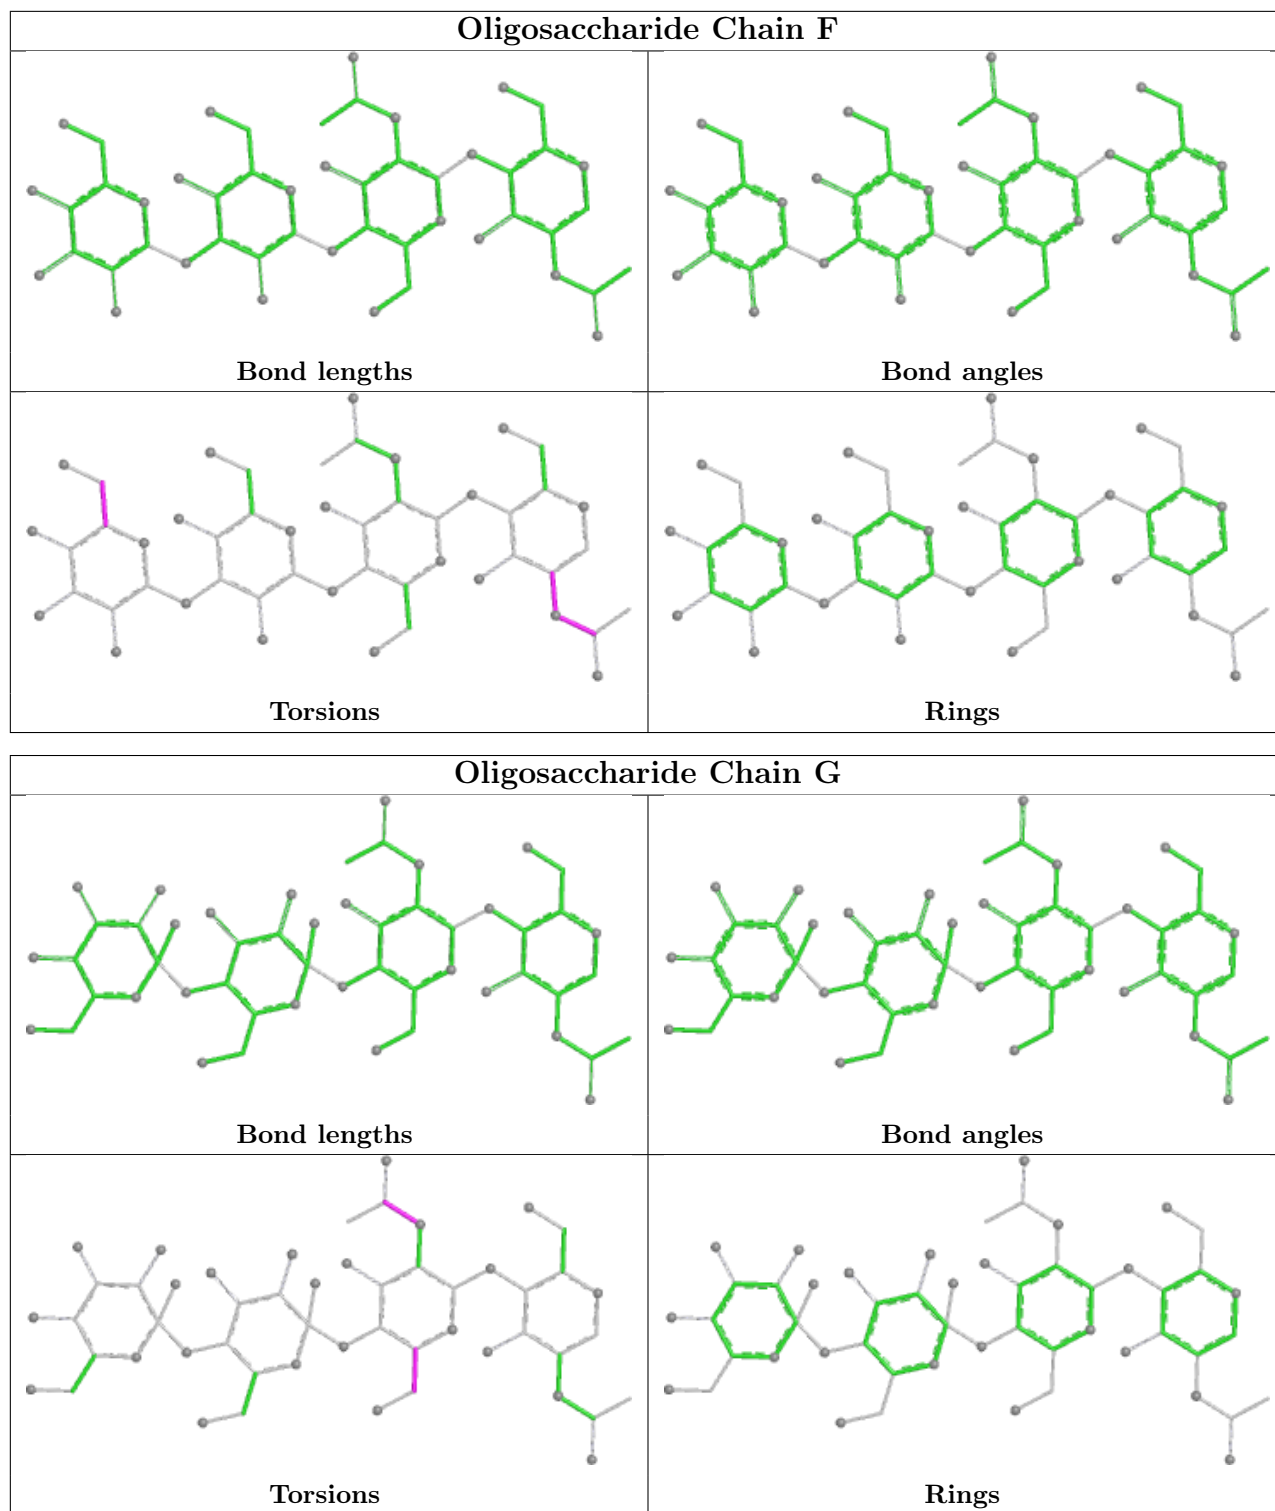 Oligosaccharide Chain F
Bond lengths
Bond angles
Torsions
Rings
Oligosaccharide Chain G
Bond lengths
Bond angles
Torsions
Rings